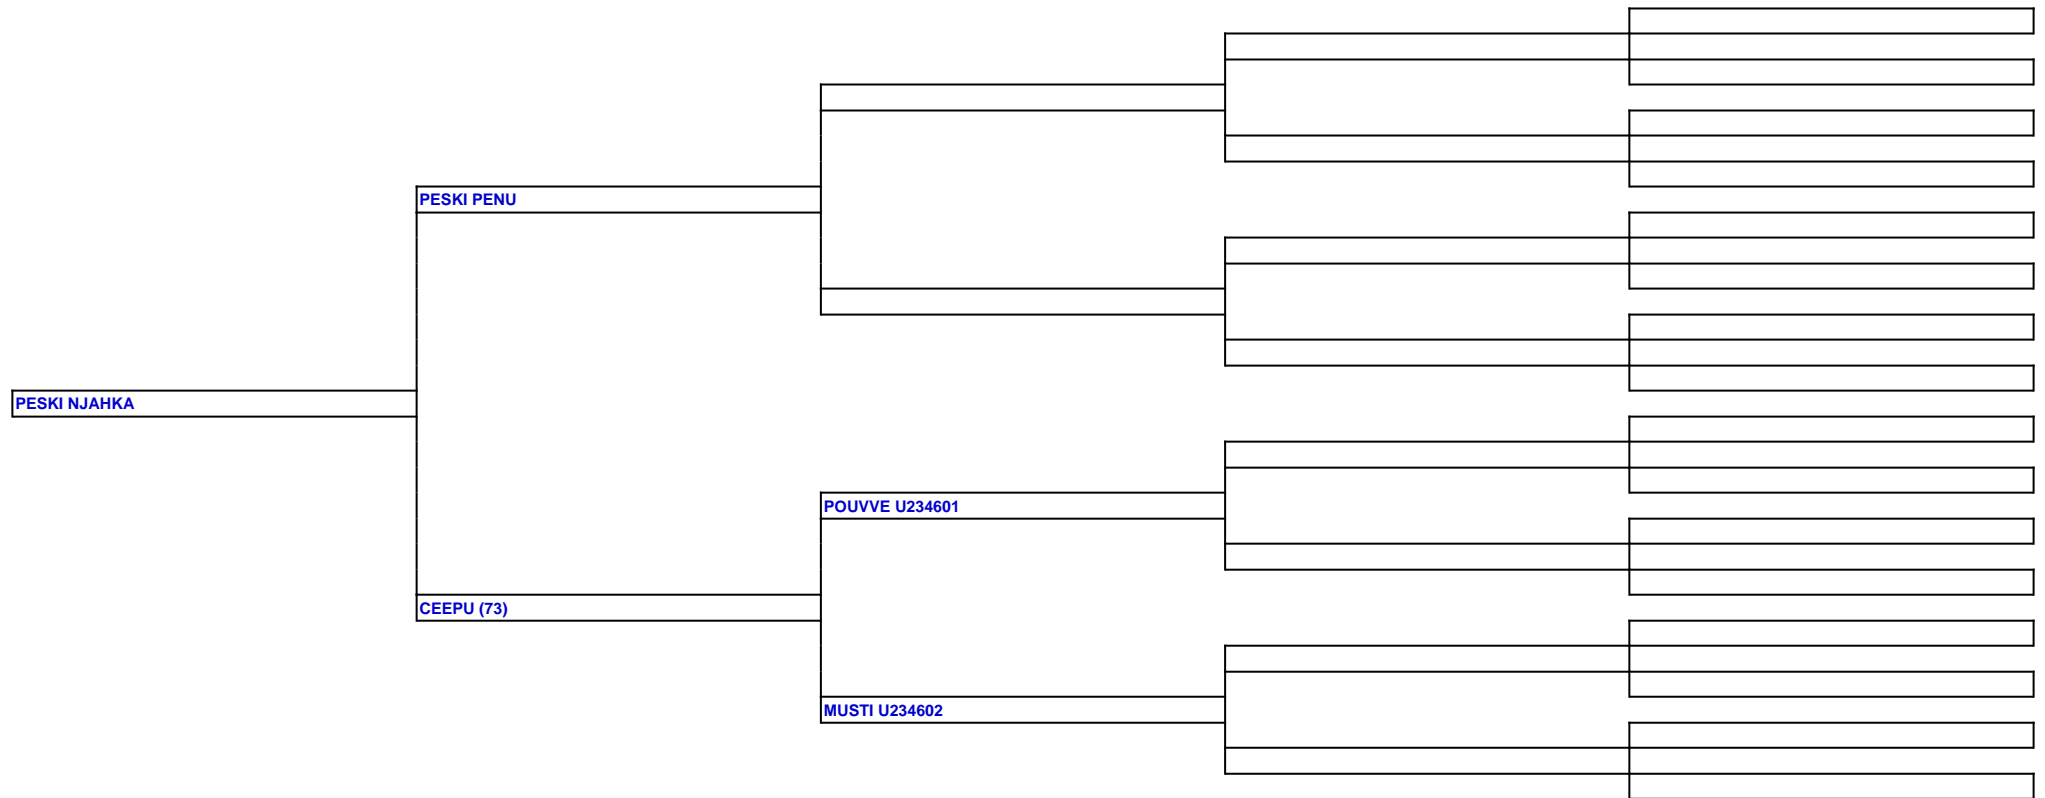 PESKI PENU
PESKI NJAHKA
POUVVE U234601
CEEPU (73)
MUSTI U234602